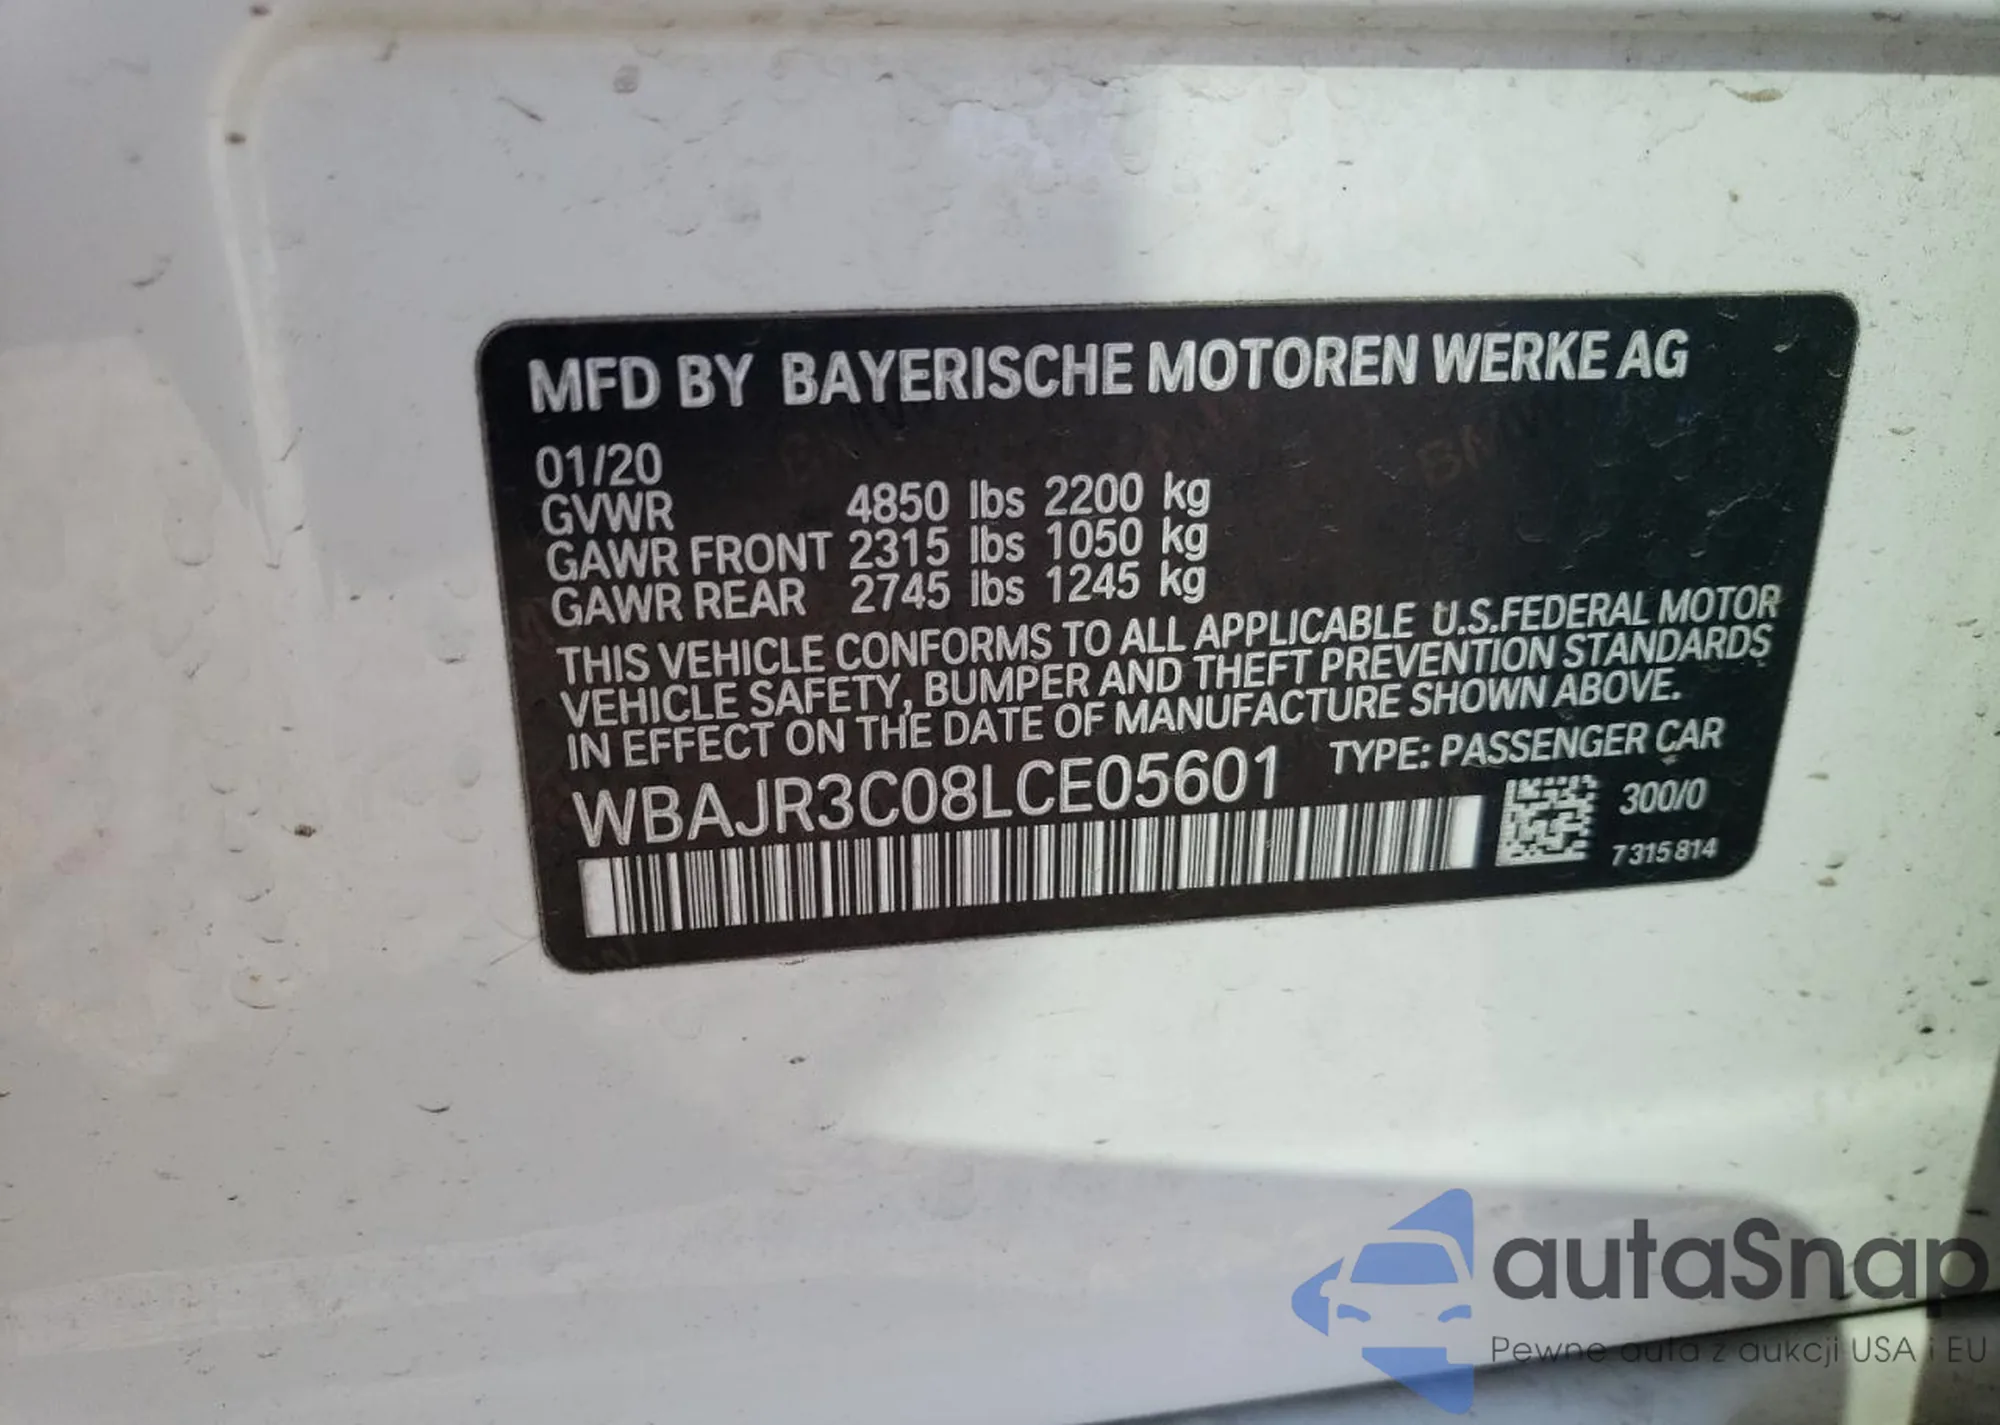 MFD BY BAYERISCHE MOTOREN WERKE AG
01/20
GVWR 4850 lbs 2200 kg
GAWR FRONT 2315 lbs 1050 kg
GAWR REAR 2745 lbs 1245 kg
THIS VEHICLE CONFORMS TO ALL APPLICABLE U.S.FEDERAL MOTOR
VEHICLE SAFETY, BUMPER AND THEFT PREVENTION STANDARDS
IN EFFECT ON THE DATE OF MANUFACTURE SHOWN ABOVE.
WBAJR3C08LCE05601 TYPE: PASSENGER CAR
300/0
7315814
autaSnap
Pewne auta z aukcji USA i EU